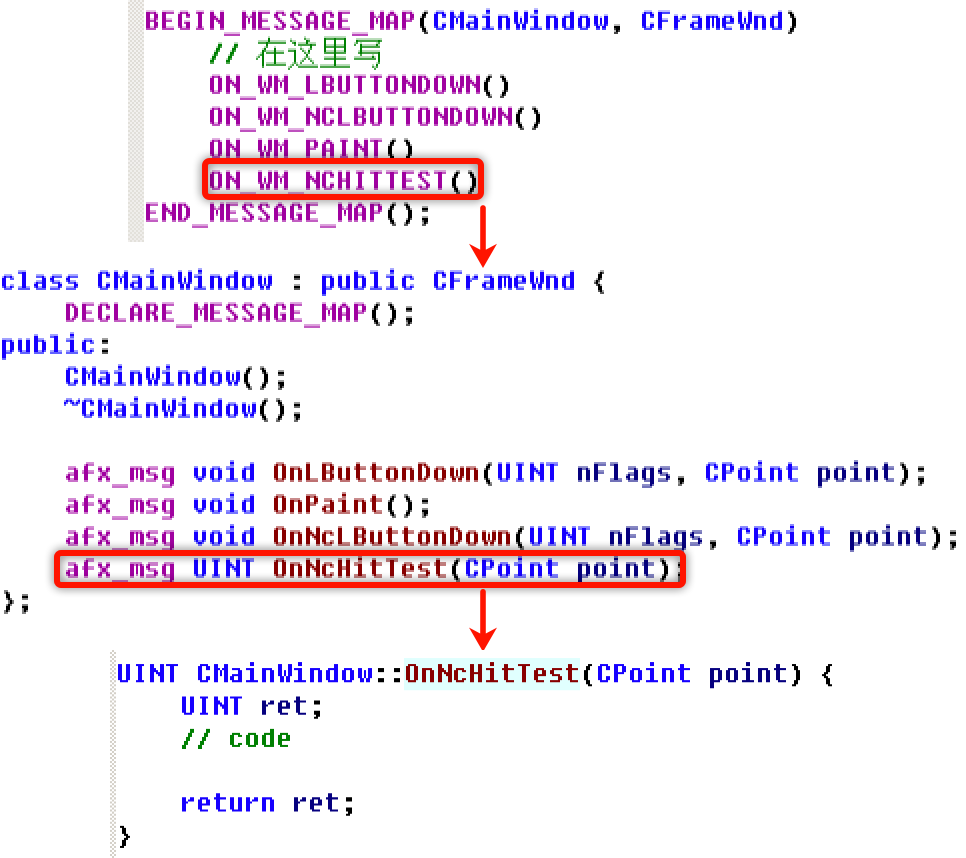 BEGIN_MESSAGE_MAP(CMainWindow, CFrameWnd)
// 在这里写
ON_WM_LBUTTONDOWN()
ON_WM_NCLBUTTONDOWN()
ON_WM_PAINT()
ON_WM_NCHITTEST()
END_MESSAGE_MAP();
class CMainWindow : public CFrameWnd {
DECLARE_MESSAGE_MAP();
public:
CMainWindow();
~CMainWindow();
afx_msg void OnLButtonDown(UINT nFlags, CPoint point);
afx_msg void OnPaint();
afx_msg void OnNcLButtonDown(UINT nFlags, CPoint point);
afx_msg UINT OnNcHitTest(CPoint point);
};
UINT CMainWindow::OnNcHitTest(CPoint point) {
UINT ret;
// code
return ret;
}